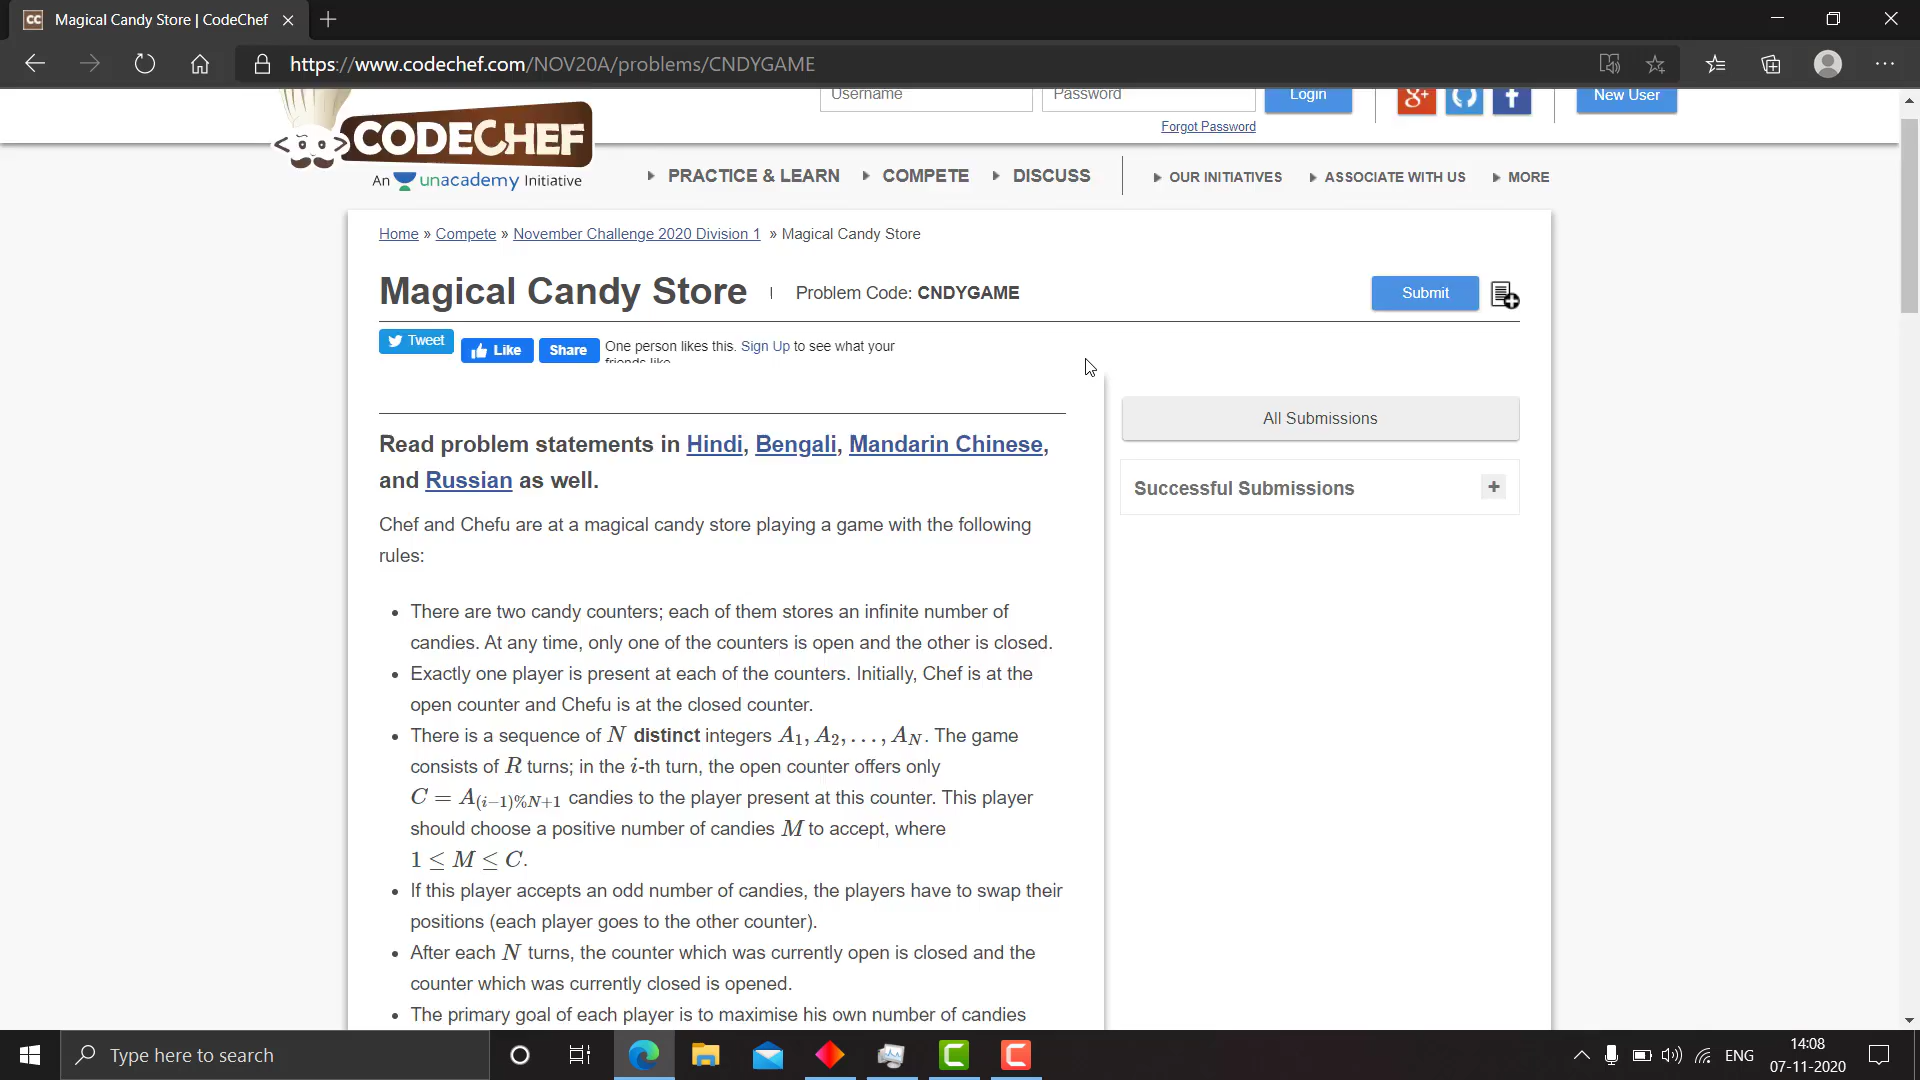 Magical Candy Store | CodeChef
https://www.codechef.com/NOV20A/problems/CNDYGAME
Username
Password
Login
New User
Forgot Password
CODECHEF
An unacademy Initiative
PRACTICE & LEARN
COMPETE
DISCUSS
OUR INITIATIVES
ASSOCIATE WITH US
MORE
Home » Compete » November Challenge 2020 Division 1 » Magical Candy Store
Magical Candy Store | Problem Code: CNDYGAME
Submit
Tweet
Like
Share
One person likes this. Sign Up to see what your
friends like.
All Submissions
Successful Submissions
+
Read problem statements in Hindi, Bengali, Mandarin Chinese,
and Russian as well.
Chef and Chefu are at a magical candy store playing a game with the following
rules:
• There are two candy counters; each of them stores an infinite number of
candies. At any time, only one of the counters is open and the other is closed.
• Exactly one player is present at each of the counters. Initially, Chef is at the
open counter and Chefu is at the closed counter.
• There is a sequence of N distinct integers A₁, A₂, …, A_N. The game
consists of R turns; in the i-th turn, the open counter offers only
C = A_(i−1)%N+1 candies to the player present at this counter. This player
should choose a positive number of candies M to accept, where
1 ≤ M ≤ C.
• If this player accepts an odd number of candies, the players have to swap their
positions (each player goes to the other counter).
• After each N turns, the counter which was currently open is closed and the
counter which was currently closed is opened.
• The primary goal of each player is to maximise his own number of candies
Type here to search
ENG
14:08
07-11-2020